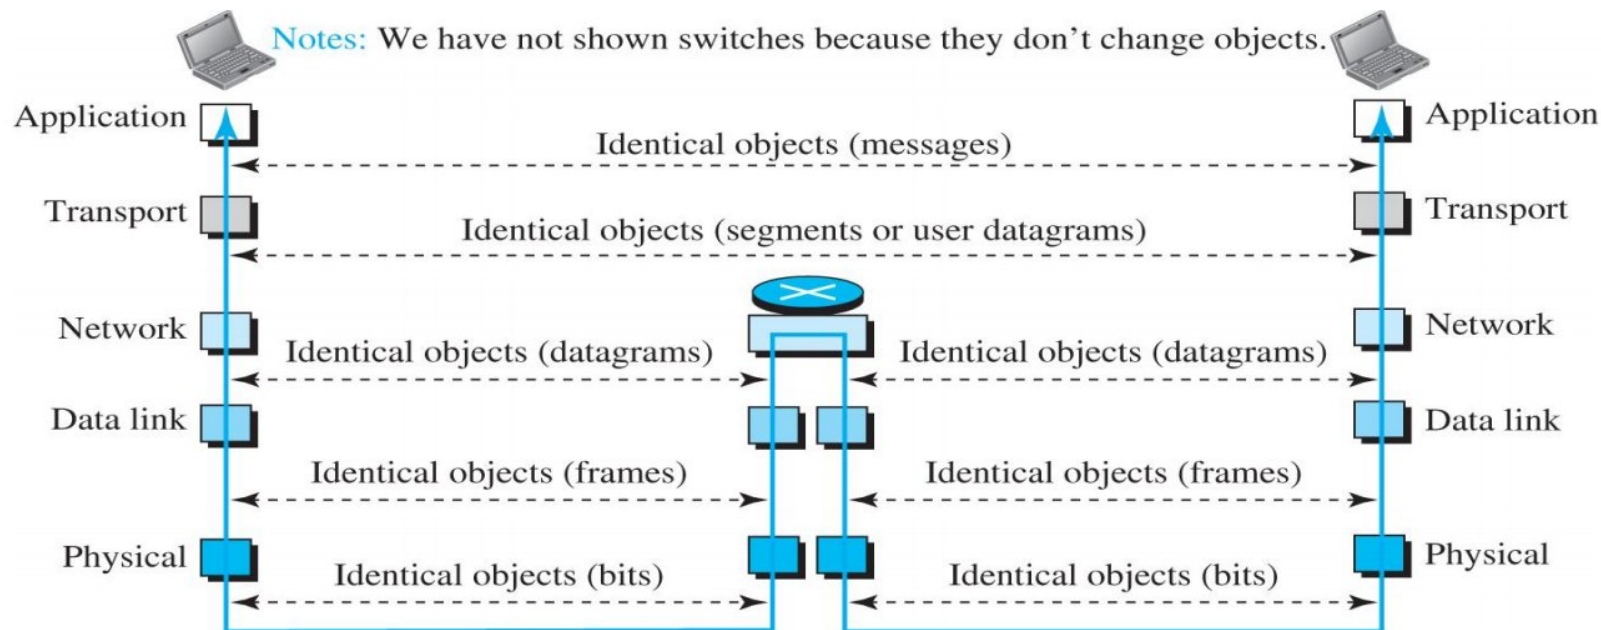 Notes: We have not shown switches because they don't change objects.
Application
Application
Identical objects (messages)
Transport
Transport
Identical objects (segments or user datagrams)
Network
Network
Identical objects (datagrams)
Identical objects (datagrams)
Data link
Data link
Identical objects (frames)
Identical objects (frames)
Physical
Physical
Identical objects (bits)
Identical objects (bits)